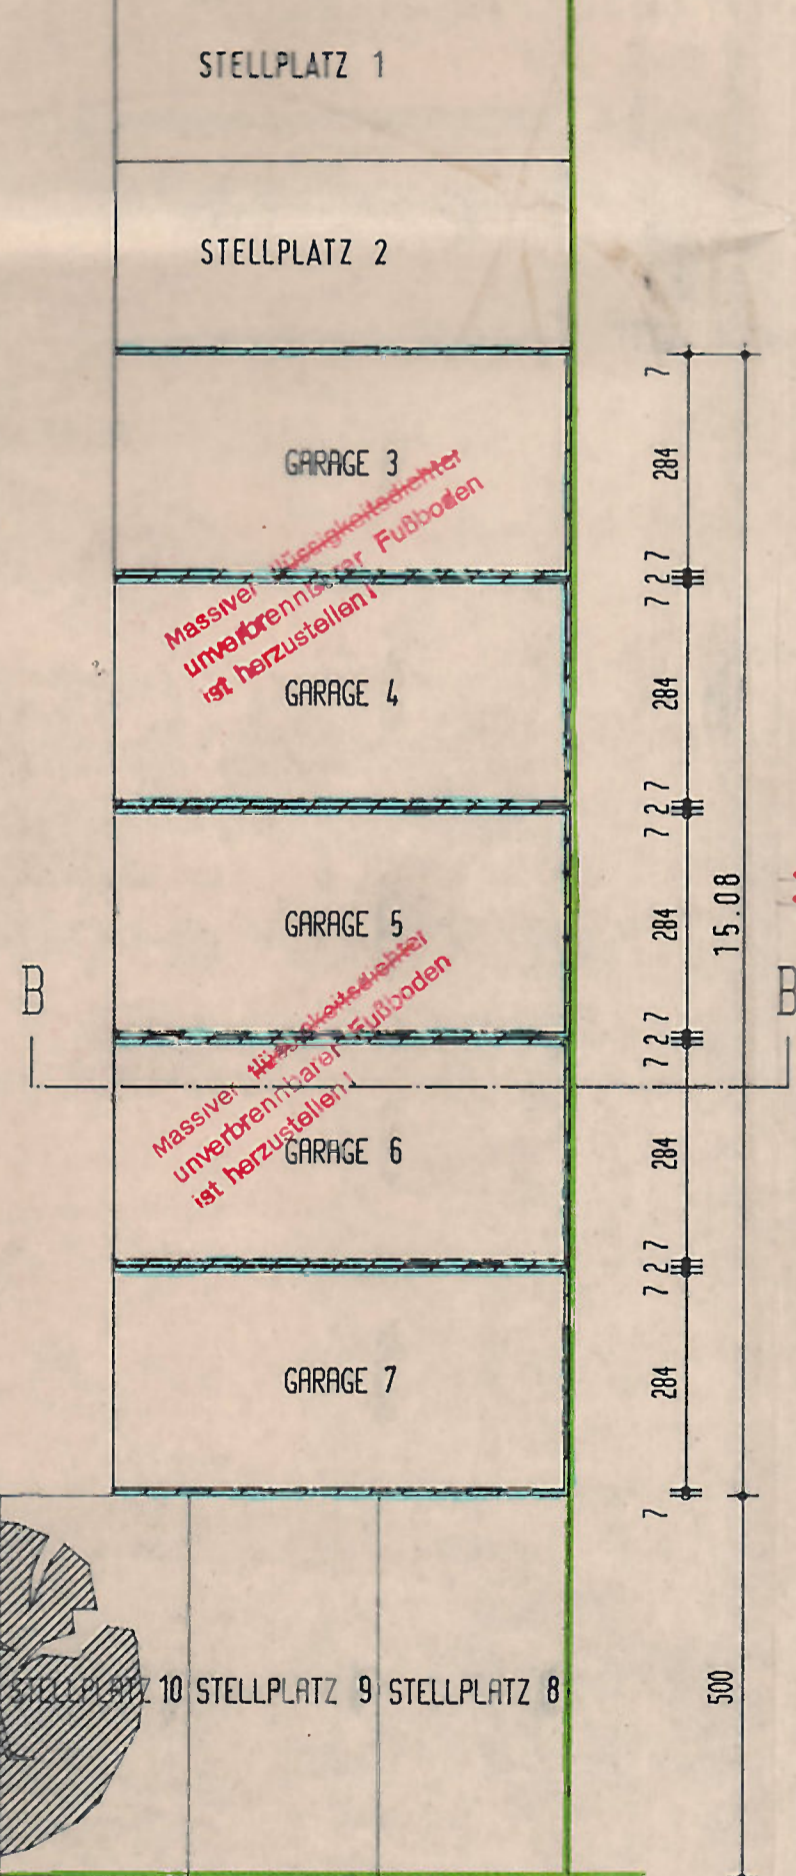 STELLPLATZ 1
STELLPLATZ 2
7
284
GARAGE 3
Massiver flüssigkeitsdichter
unverbrennbarer Fußboden
ist herzustellen!
7 2 7
GARAGE 4
284
7 2 7
15.08
GARAGE 5
284
B
B
7 2 7
Massiver flüssigkeitsdichter
unverbrennbarer Fußboden
ist herzustellen!
GARAGE 6
284
7 2 7
GARAGE 7
284
7
STELLPLATZ 10 STELLPLATZ 9 STELLPLATZ 8
500